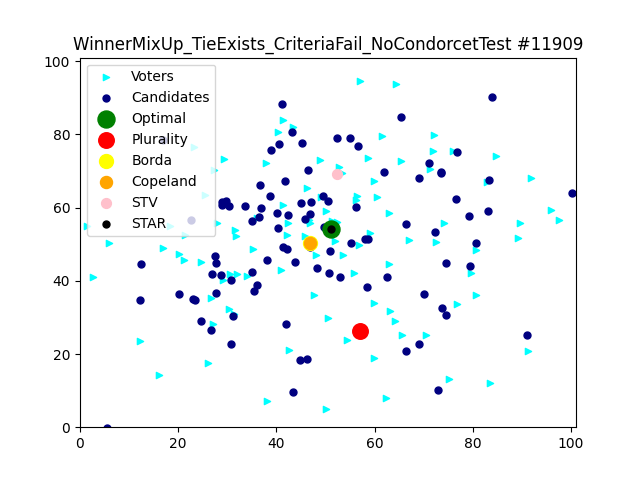 WinnerMixUp_TieExists_CriteriaFail_NoCondorcetTest #11909
Voters
Candidates
Optimal
Plurality
Borda
Copeland
STV
STAR
100
80
60
40
20
0
0 20 40 60 80 100